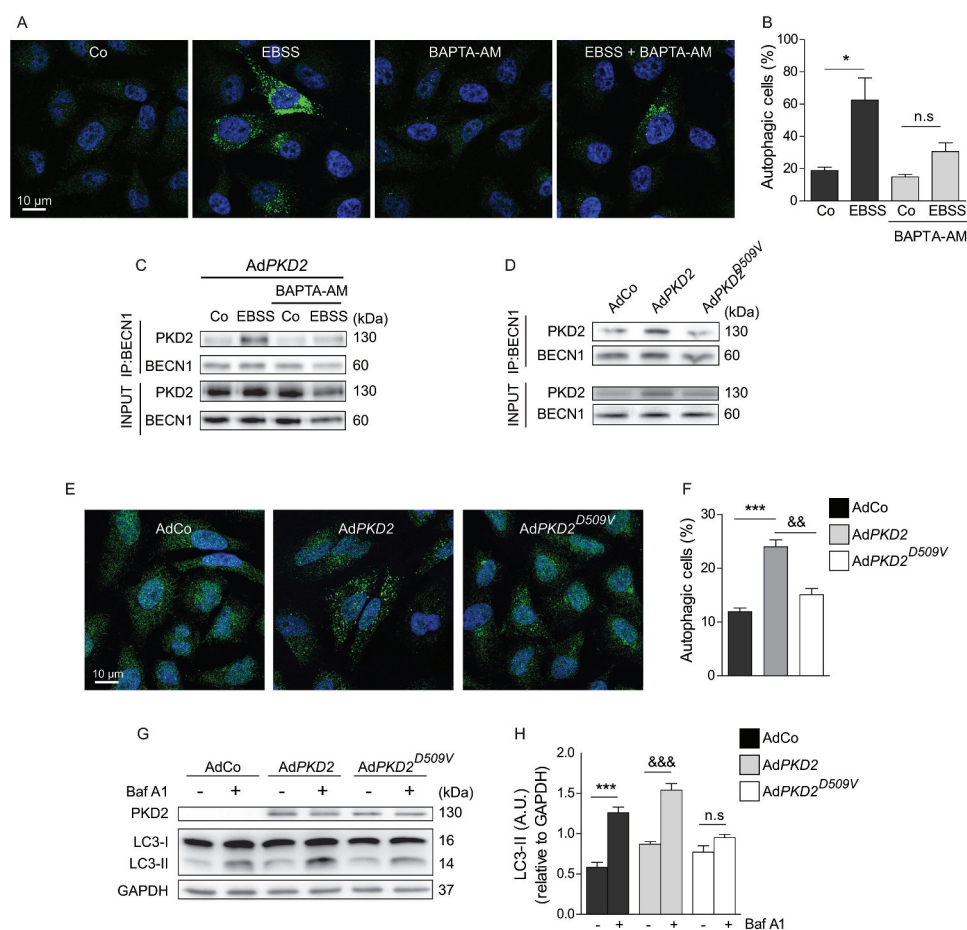 A
Co
EBSS
BAPTA-AM
EBSS + BAPTA-AM
10 µm
B
Autophagic cells (%)
100
80
60
40
20
0
*
n.s
Co EBSS Co EBSS
BAPTA-AM
C
AdPKD2
BAPTA-AM
Co EBSS Co EBSS (kDa)
IP:BECN1
PKD2 130
BECN1 60
INPUT
PKD2 130
BECN1 60
D
AdCo AdPKD2 AdPKD2D509V
(kDa)
IP:BECN1
PKD2 130
BECN1 60
INPUT
PKD2 130
BECN1 60
E
AdCo
AdPKD2
AdPKD2D509V
10 µm
F
Autophagic cells (%)
30
20
10
0
***
&&
AdCo
AdPKD2
AdPKD2D509V
G
AdCo AdPKD2 AdPKD2D509V
Baf A1 - + - + - + (kDa)
PKD2 130
LC3-I 16
LC3-II 14
GAPDH 37
H
LC3-II (A.U.)
(relative to GAPDH)
2.0
1.5
1.0
0.5
0.0
***
&&&
n.s
- + - + - + Baf A1
AdCo
AdPKD2
AdPKD2D509V